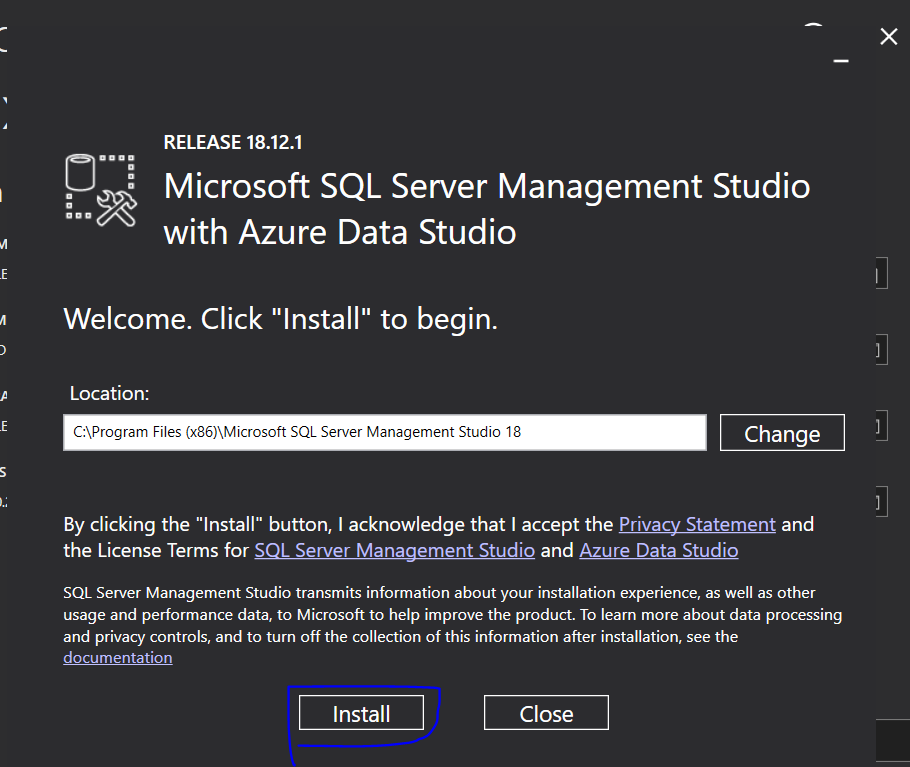 RELEASE 18.12.1
Microsoft SQL Server Management Studio
with Azure Data Studio
Welcome. Click "Install" to begin.
Location:
C:\Program Files (x86)\Microsoft SQL Server Management Studio 18
Change
By clicking the "Install" button, I acknowledge that I accept the Privacy Statement and
the License Terms for SQL Server Management Studio and Azure Data Studio
SQL Server Management Studio transmits information about your installation experience, as well as other
usage and performance data, to Microsoft to help improve the product. To learn more about data processing
and privacy controls, and to turn off the collection of this information after installation, see the
documentation
Install Close